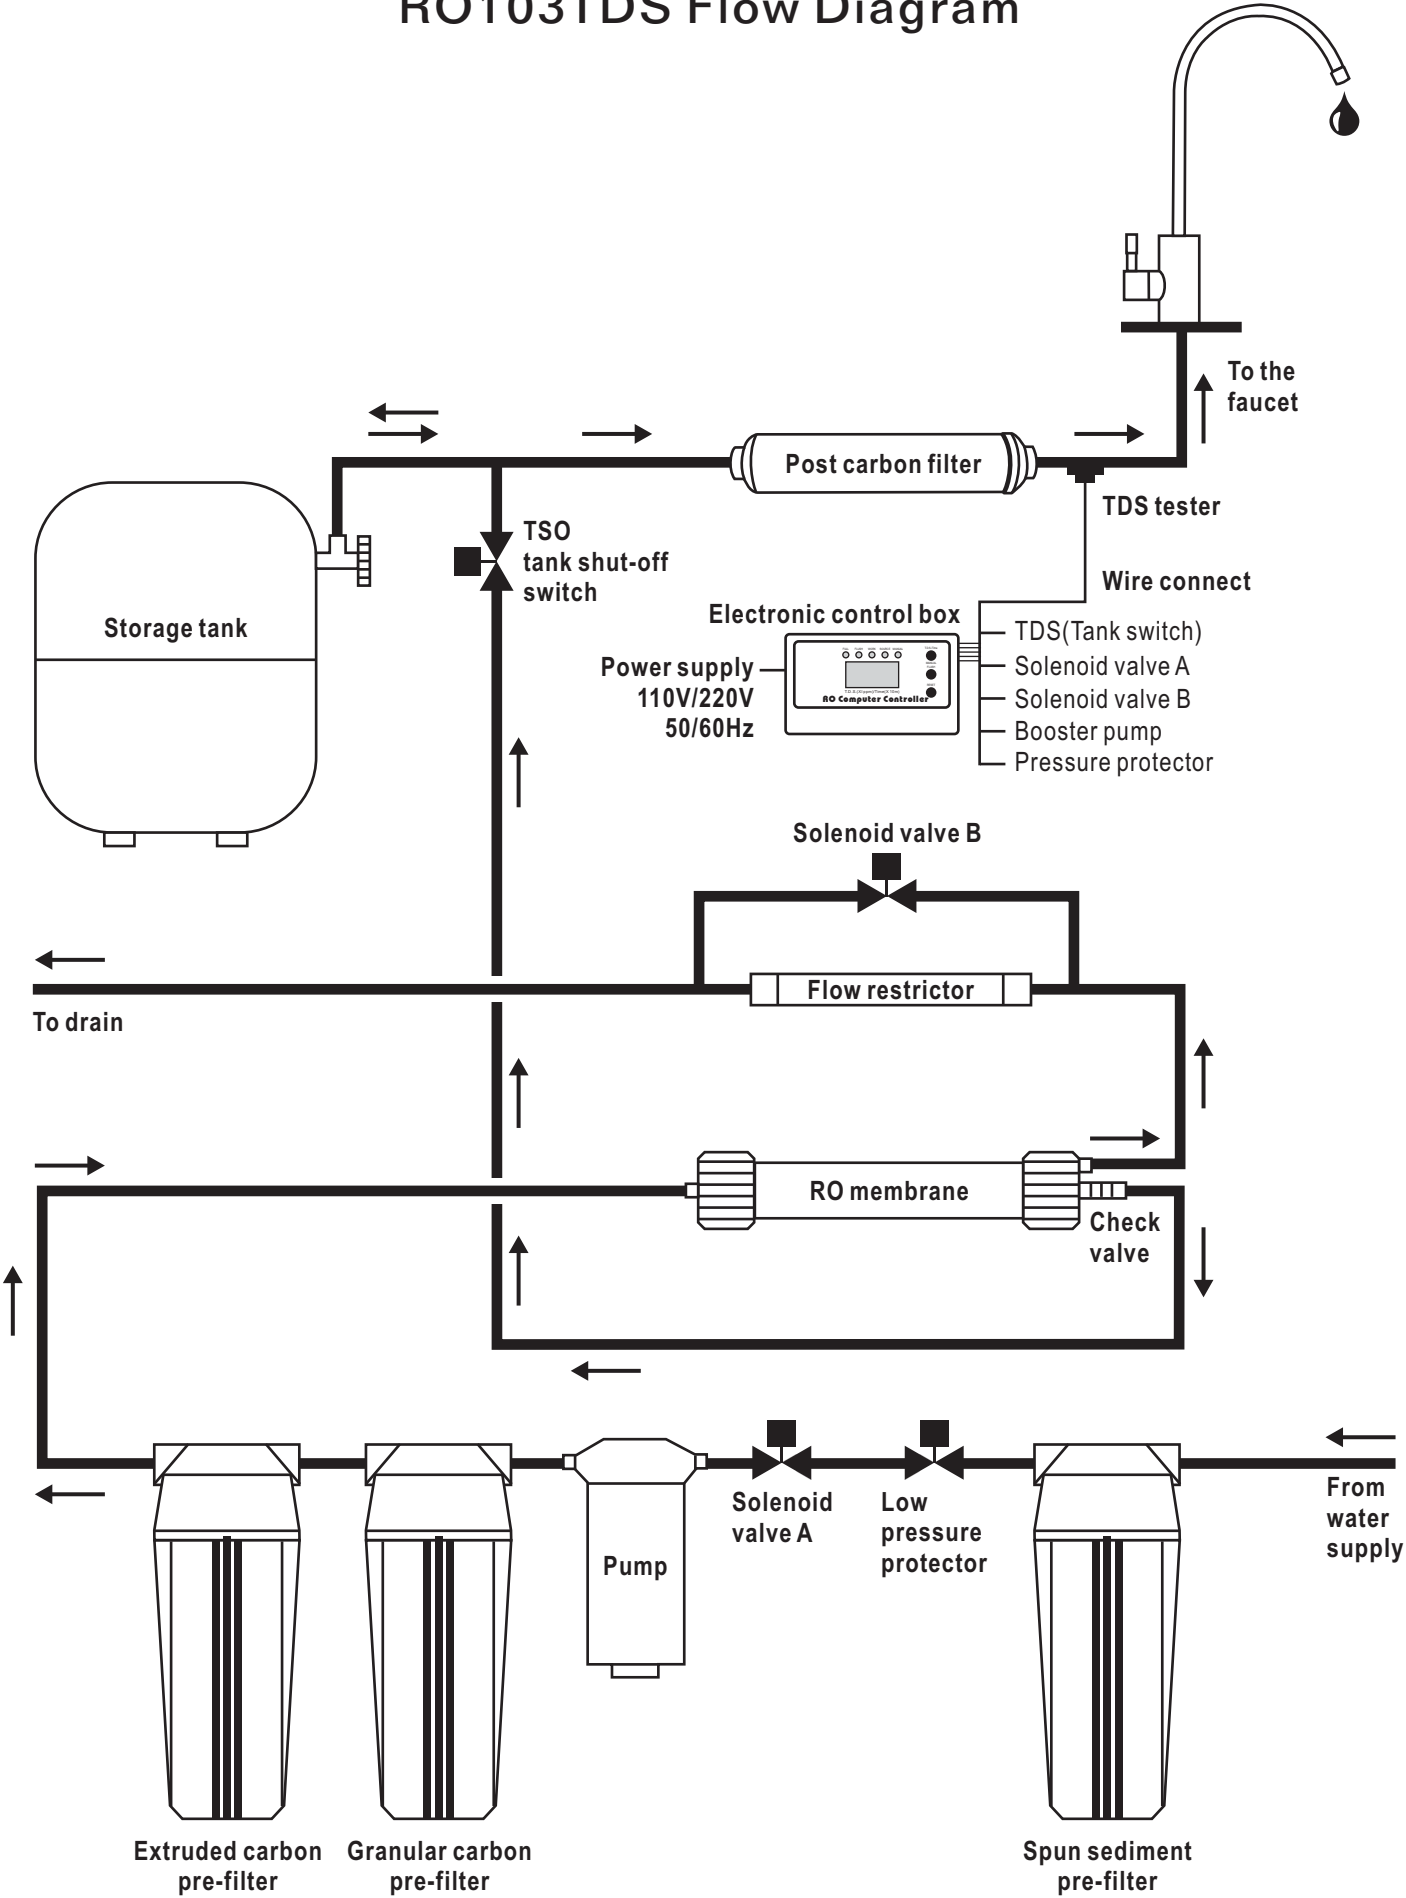 RO103TDS Flow Diagram
To the
faucet
Post carbon filter
TDS tester
TSO
tank shut-off
switch
Wire connect
Storage tank
Electronic control box
Power supply
110V/220V
50/60Hz
RO Computer Controller
TDS(Tank switch)
Solenoid valve A
Solenoid valve B
Booster pump
Pressure protector
Solenoid valve B
Flow restrictor
To drain
RO membrane
Check
valve
From
water
supply
Solenoid
valve A
Low
pressure
protector
Pump
Extruded carbon
pre-filter
Granular carbon
pre-filter
Spun sediment
pre-filter